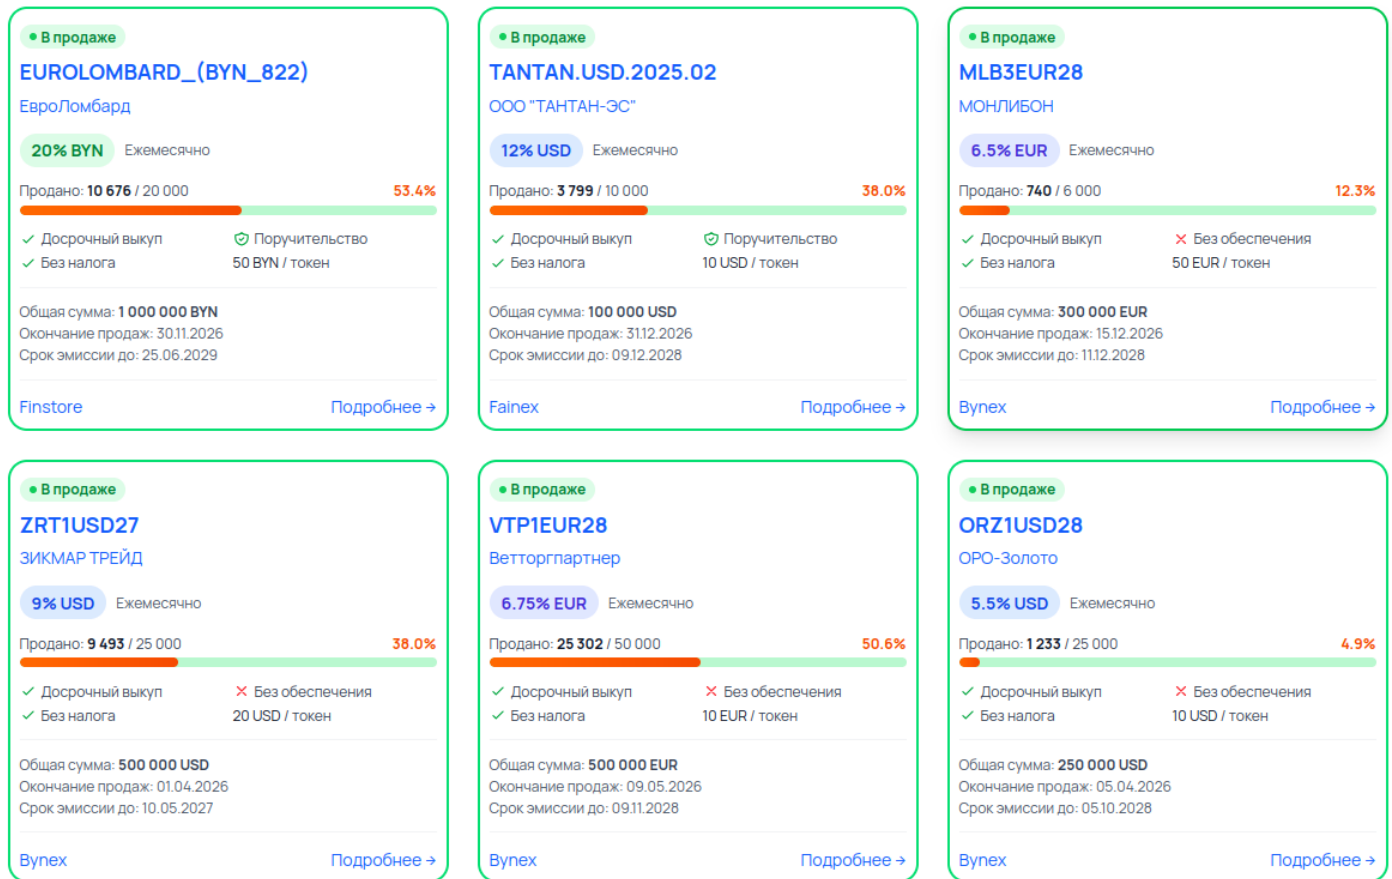 В продаже
EUROLOMBARD_(BYN_822)
ЕвроЛомбард
20% BYN Ежемесячно
Продано: 10 676 / 20 000 53.4%
Досрочный выкуп Поручительство
Без налога 50 BYN / токен
Общая сумма: 1 000 000 BYN
Окончание продаж: 30.11.2026
Срок эмиссии до: 25.06.2029
Finstore Подробнее →
В продаже
TANTAN.USD.2025.02
ООО "ТАНТАН-ЭС"
12% USD Ежемесячно
Продано: 3 799 / 10 000 38.0%
Досрочный выкуп Поручительство
Без налога 10 USD / токен
Общая сумма: 100 000 USD
Окончание продаж: 31.12.2026
Срок эмиссии до: 09.12.2028
Fainex Подробнее →
В продаже
MLB3EUR28
МОНЛИБОН
6.5% EUR Ежемесячно
Продано: 740 / 6 000 12.3%
Досрочный выкуп Без обеспечения
Без налога 50 EUR / токен
Общая сумма: 300 000 EUR
Окончание продаж: 15.12.2026
Срок эмиссии до: 11.12.2028
Bynex Подробнее →
В продаже
ZRT1USD27
ЗИКМАР ТРЕЙД
9% USD Ежемесячно
Продано: 9 493 / 25 000 38.0%
Досрочный выкуп Без обеспечения
Без налога 20 USD / токен
Общая сумма: 500 000 USD
Окончание продаж: 01.04.2026
Срок эмиссии до: 10.05.2027
Bynex Подробнее →
В продаже
VTP1EUR28
Ветторгпартнер
6.75% EUR Ежемесячно
Продано: 25 302 / 50 000 50.6%
Досрочный выкуп Без обеспечения
Без налога 10 EUR / токен
Общая сумма: 500 000 EUR
Окончание продаж: 09.05.2026
Срок эмиссии до: 09.11.2028
Bynex Подробнее →
В продаже
ORZ1USD28
ОРО-Золото
5.5% USD Ежемесячно
Продано: 1 233 / 25 000 4.9%
Досрочный выкуп Без обеспечения
Без налога 10 USD / токен
Общая сумма: 250 000 USD
Окончание продаж: 05.04.2026
Срок эмиссии до: 05.10.2028
Bynex Подробнее →